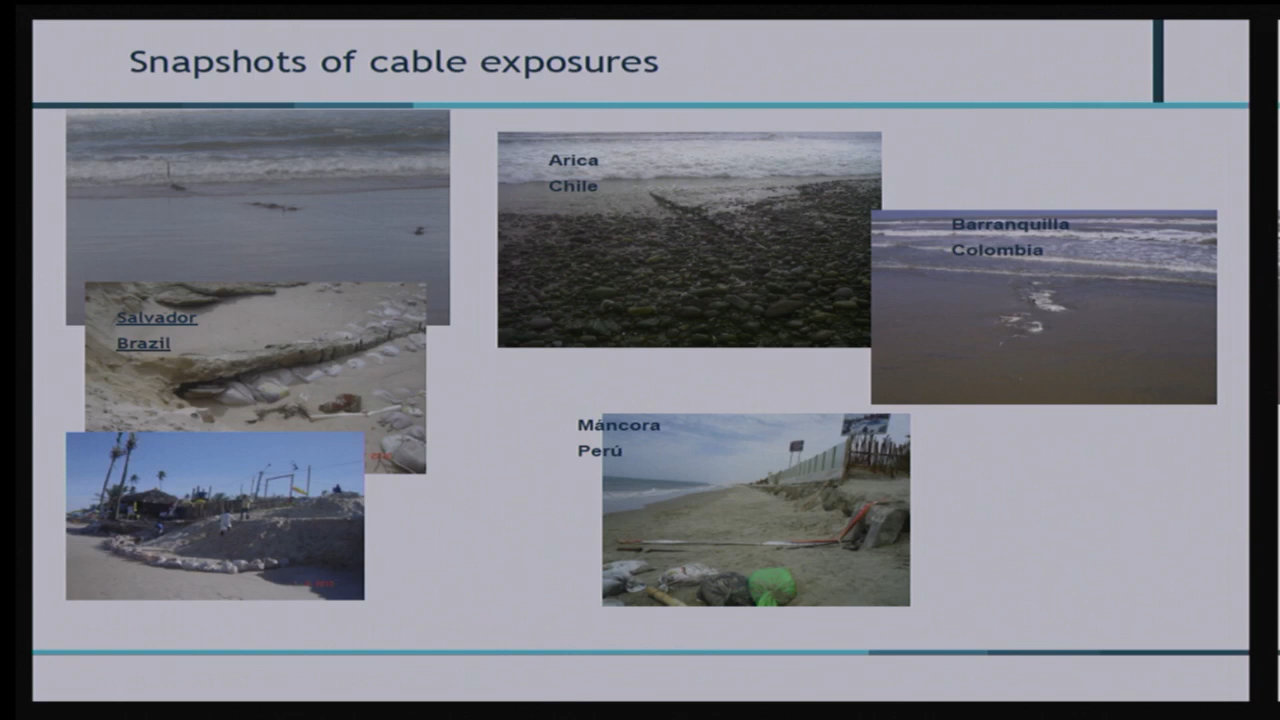 Snapshots of cable exposures
Arica
Chile
Barranquilla
Colombia
Salvador
Brazil
Máncora
Perú